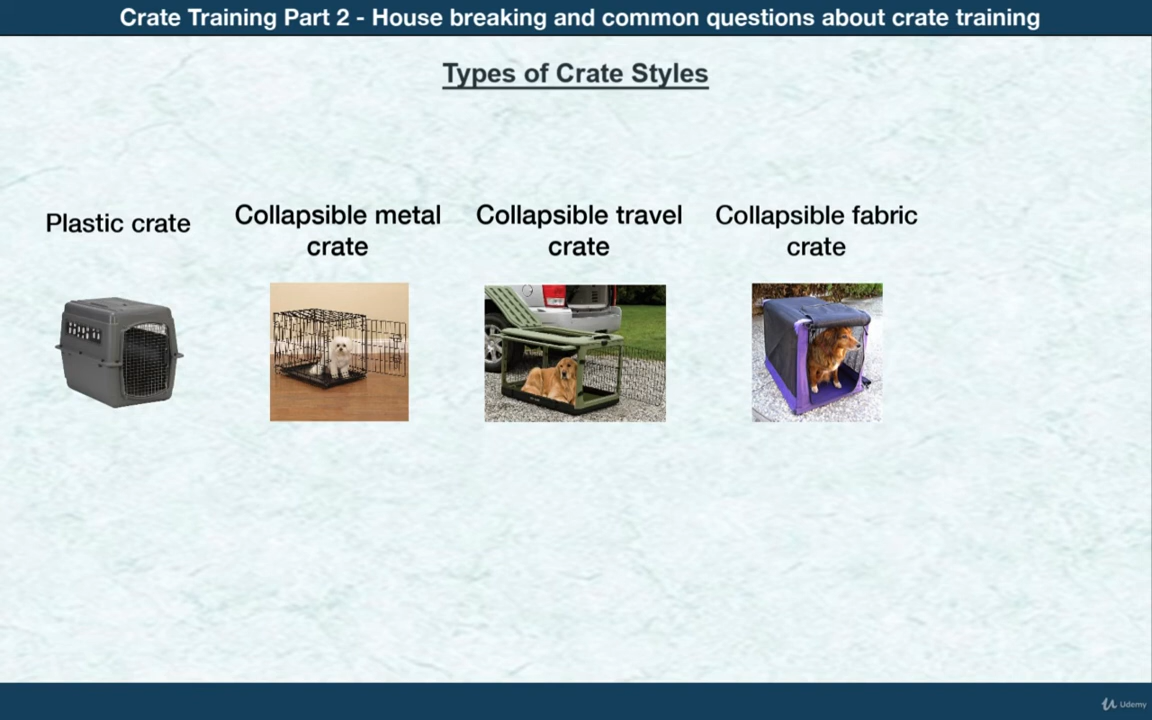 Crate Training Part 2 - House breaking and common questions about crate training
Types of Crate Styles
Plastic crate
Collapsible metal
crate
Collapsible travel
crate
Collapsible fabric
crate
Udemy